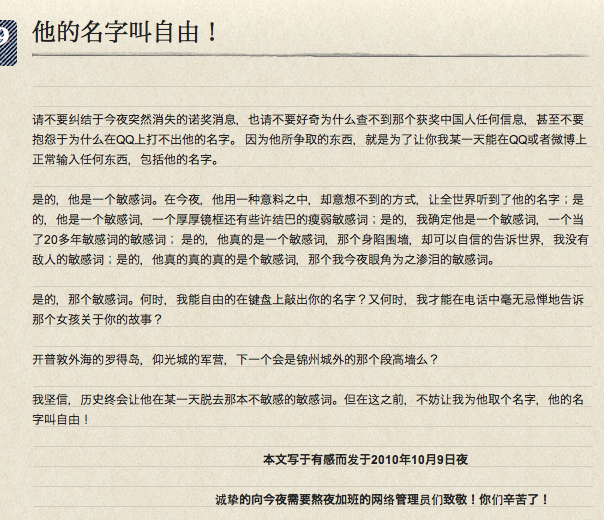 9
他的名字叫自由！
请不要纠结于今夜突然消失的诺奖消息，也请不要好奇为什么查不到那个获奖中国人任何信息，甚至不要
抱怨于为什么在QQ上打不出他的名字。 因为他所争取的东西，就是为了让你我某一天能在QQ或者微博上
正常输入任何东西，包括他的名字。
是的，他是一个敏感词。在今夜，他用一种意料之中，却意想不到的方式，让全世界听到了他的名字；是
的，他是一个敏感词，一个厚厚镜框还有些许结巴的瘦弱敏感词；是的，我确定他是一个敏感词，一个当
了20多年敏感词的敏感词； 是的，他真的是一个敏感词，那个身陷围墙，却可以自信的告诉世界，我没有
敌人的敏感词；是的，他真的真的真的是个敏感词，那个我今夜眼角为之渗泪的敏感词。
是的，那个敏感词。何时，我能自由的在键盘上敲出你的名字？又何时，我才能在电话中毫无忌惮地告诉
那个女孩关于你的故事？
开普敦外海的罗得岛，仰光城的军营，下一个会是锦州城外的那个段高墙么？
我坚信，历史终会让他在某一天脱去那本不敏感的敏感词。但在这之前，不妨让我为他取个名字，他的名
字叫自由！
本文写于有感而发于2010年10月9日夜
诚挚的向今夜需要熬夜加班的网络管理员们致敬！你们辛苦了！